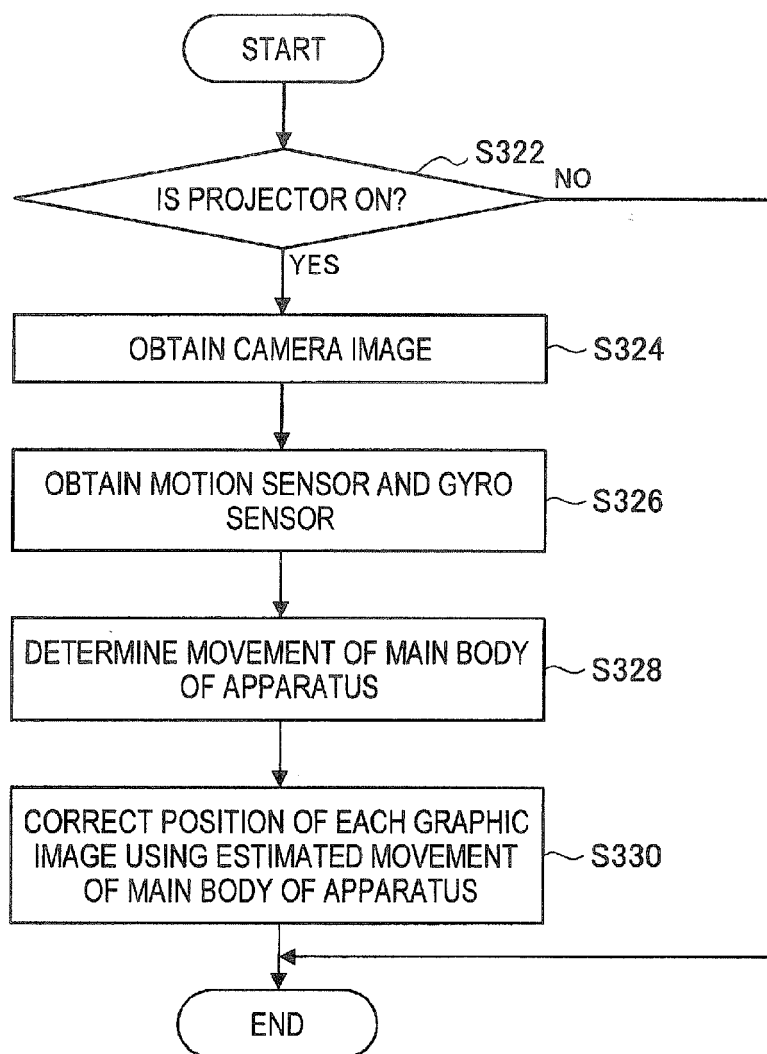 START
S322
IS PROJECTOR ON?
NO
YES
OBTAIN CAMERA IMAGE
S324
OBTAIN MOTION SENSOR AND GYRO
SENSOR
S326
DETERMINE MOVEMENT OF MAIN BODY
OF APPARATUS
S328
CORRECT POSITION OF EACH GRAPHIC
IMAGE USING ESTIMATED MOVEMENT
OF MAIN BODY OF APPARATUS
S330
END